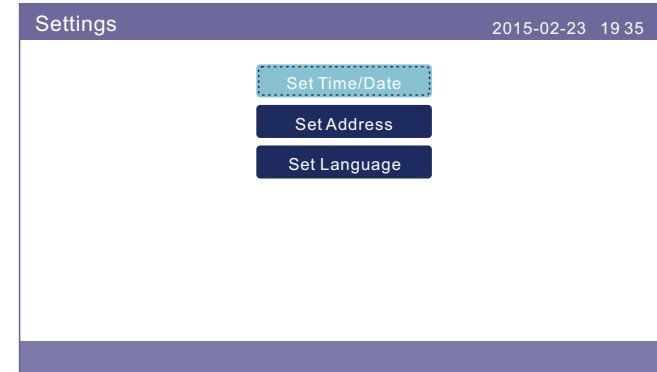 Settings 2015-02-23 19 35
Set Time/Date
Set Address
Set Language